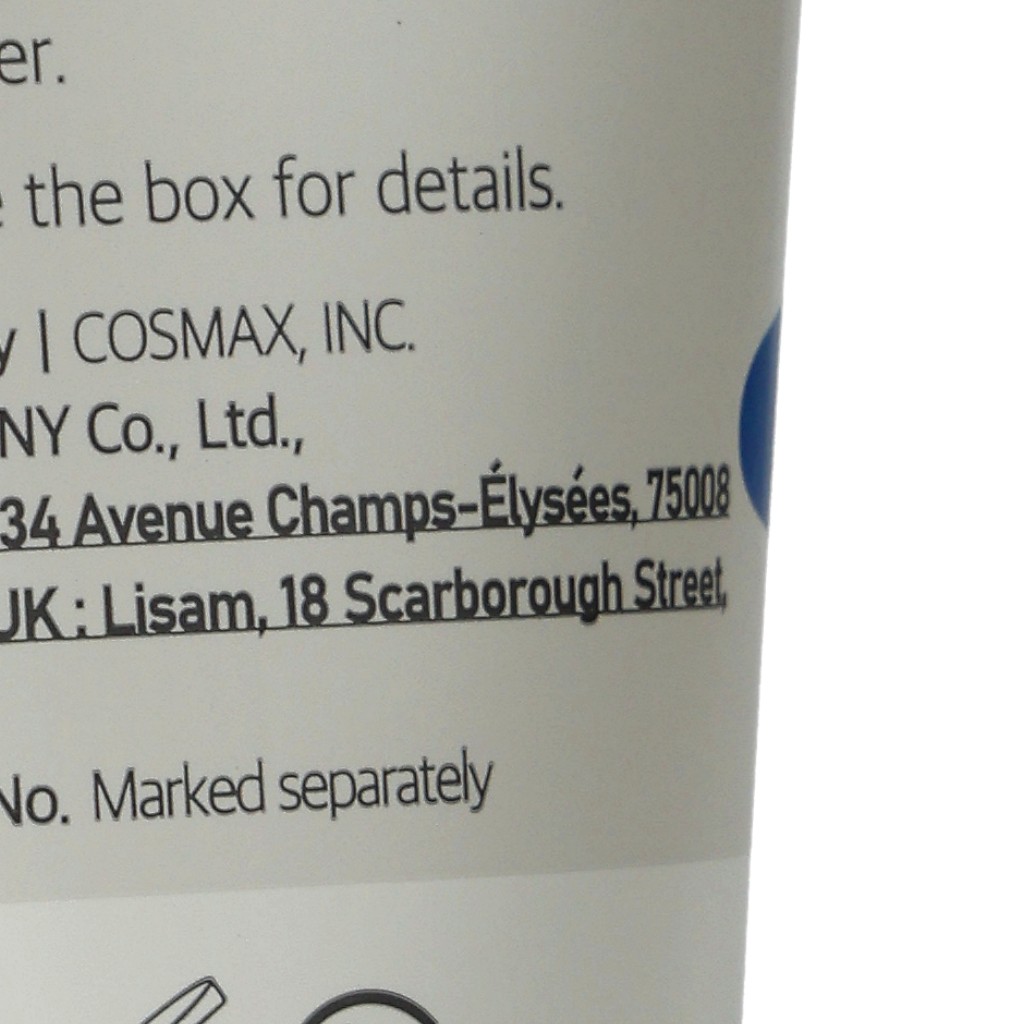 er.
the box for details.
y | COSMAX, INC.
NY Co., Ltd.,
34 Avenue Champs-Élysées, 75008
UK : Lisam, 18 Scarborough Street,
No. Marked separately